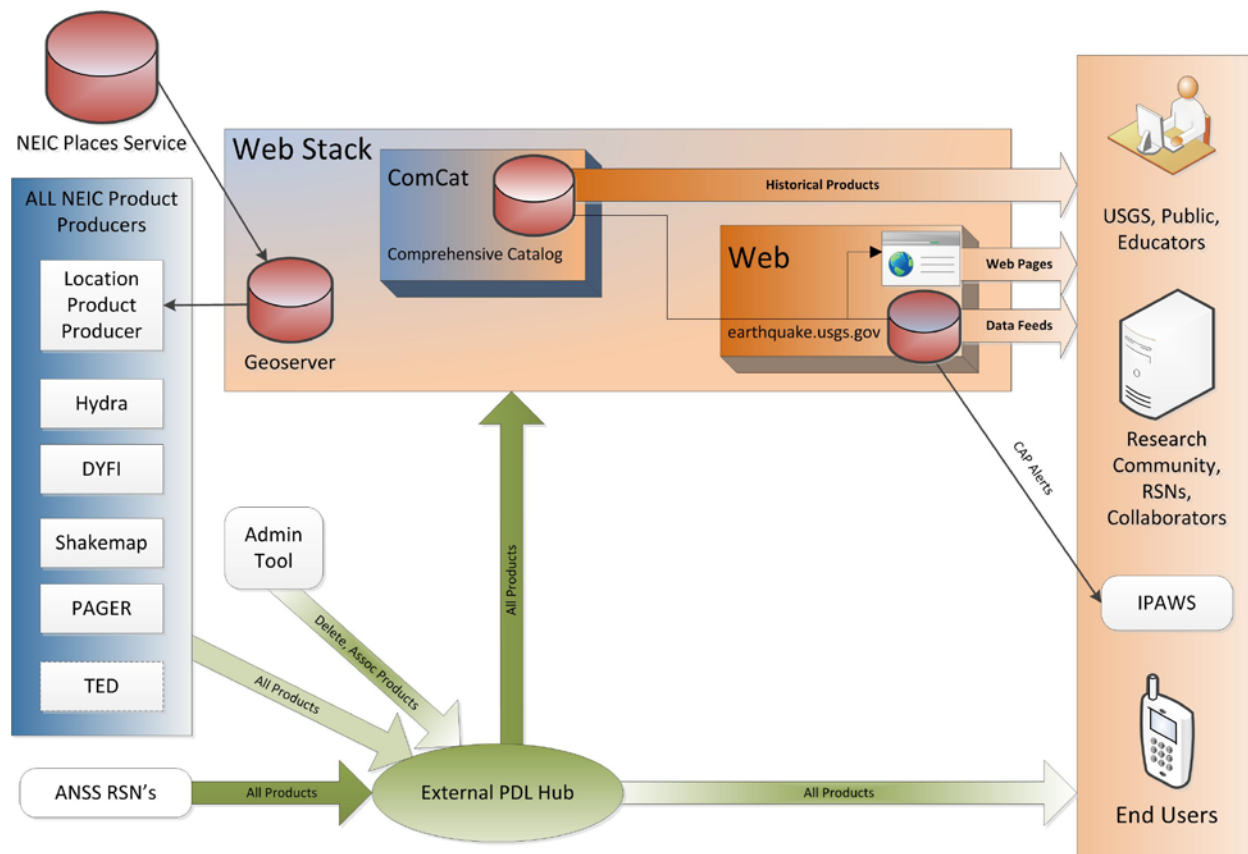 NEIC Places Service
ALL NEIC Product
Producers
Location
Product
Producer
Hydra
DYFI
Shakemap
PAGER
TED
ANSS RSN's
Web Stack
ComCat
Comprehensive Catalog
Geoserver
Web
earthquake.usgs.gov
Historical Products
Web Pages
Data Feeds
CAP Alerts
Admin
Tool
Delete, Assoc Products
All Products
All Products
All Products
External PDL Hub
All Products
USGS, Public,
Educators
Research
Community,
RSNs,
Collaborators
IPAWS
End Users